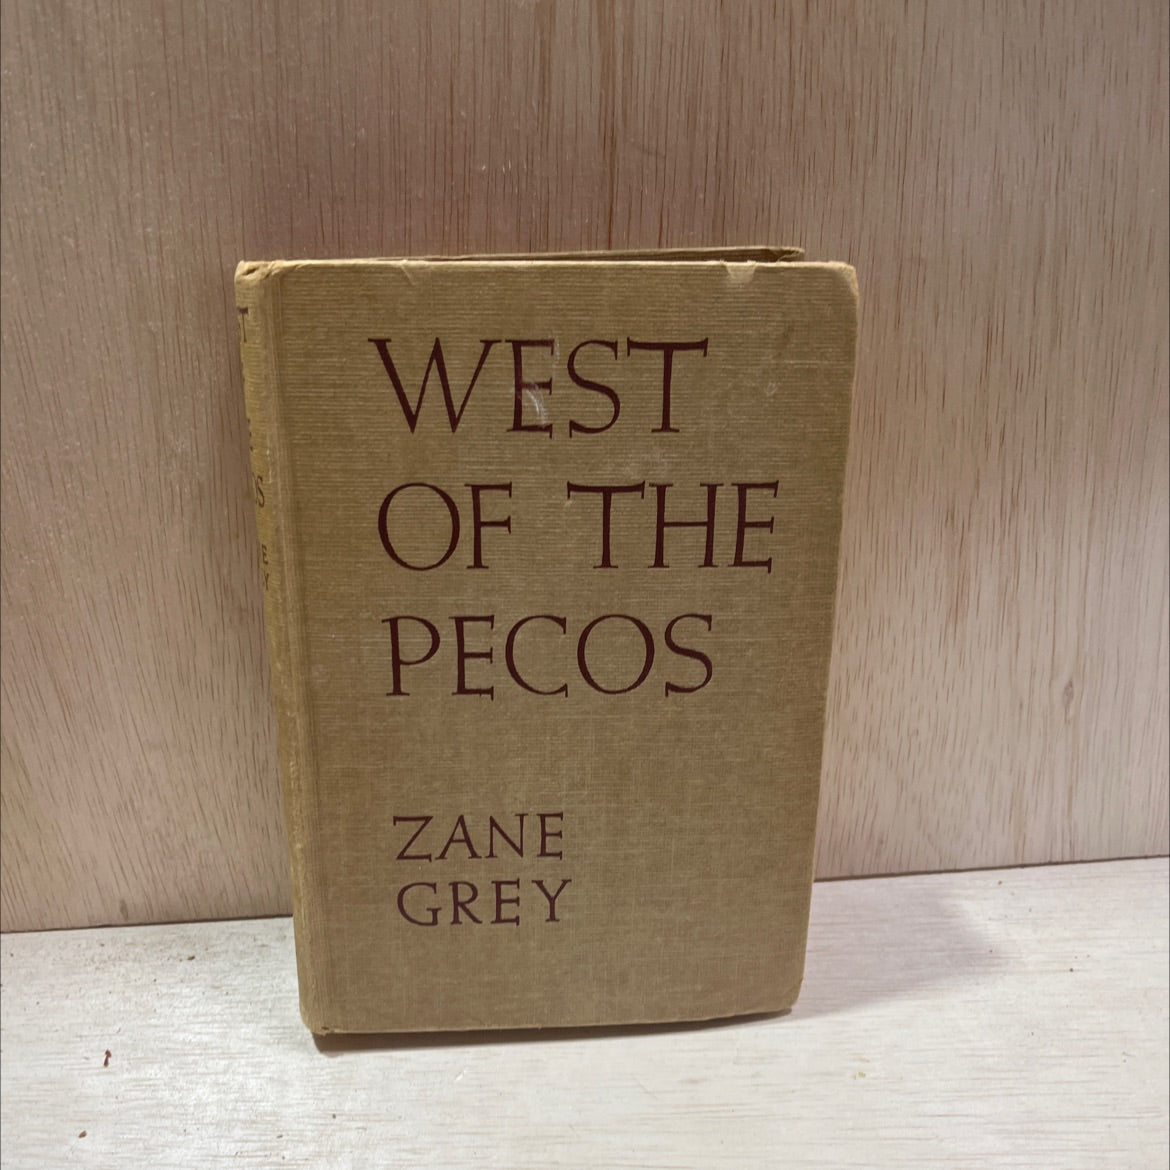 WEST
OF THE
PECOS
ZANE
GREY